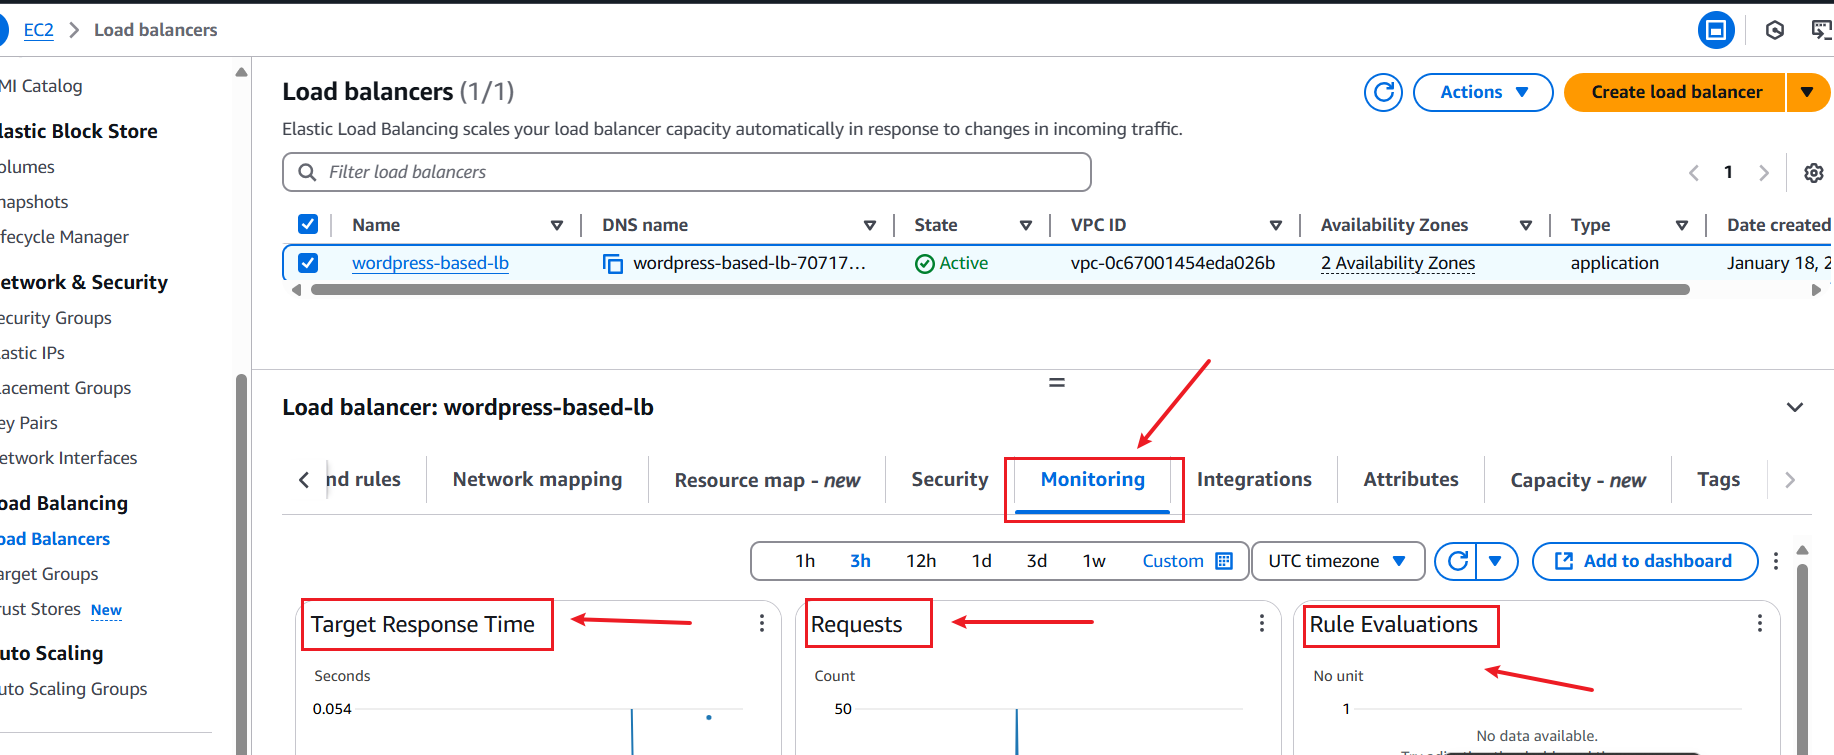 EC2 > Load balancers
MI Catalog
lastic Block Store
olumes
napshots
ifecycle Manager
etwork & Security
ecurity Groups
lastic IPs
lacement Groups
ey Pairs
etwork Interfaces
oad Balancing
oad Balancers
arget Groups
rust Stores New
uto Scaling
uto Scaling Groups
Load balancers (1/1)
Actions
Create load balancer
Elastic Load Balancing scales your load balancer capacity automatically in response to changes in incoming traffic.
Filter load balancers
1
Name DNS name State VPC ID Availability Zones Type Date created
wordpress-based-lb wordpress-based-lb-70717... Active vpc-0c67001454eda026b 2 Availability Zones application January 18, 2
Load balancer: wordpress-based-lb
nd rules Network mapping Resource map - new Security Monitoring Integrations Attributes Capacity - new Tags
1h 3h 12h 1d 3d 1w Custom UTC timezone Add to dashboard
Target Response Time
Seconds
0.054
Requests
Count
50
Rule Evaluations
No unit
1
No data available.